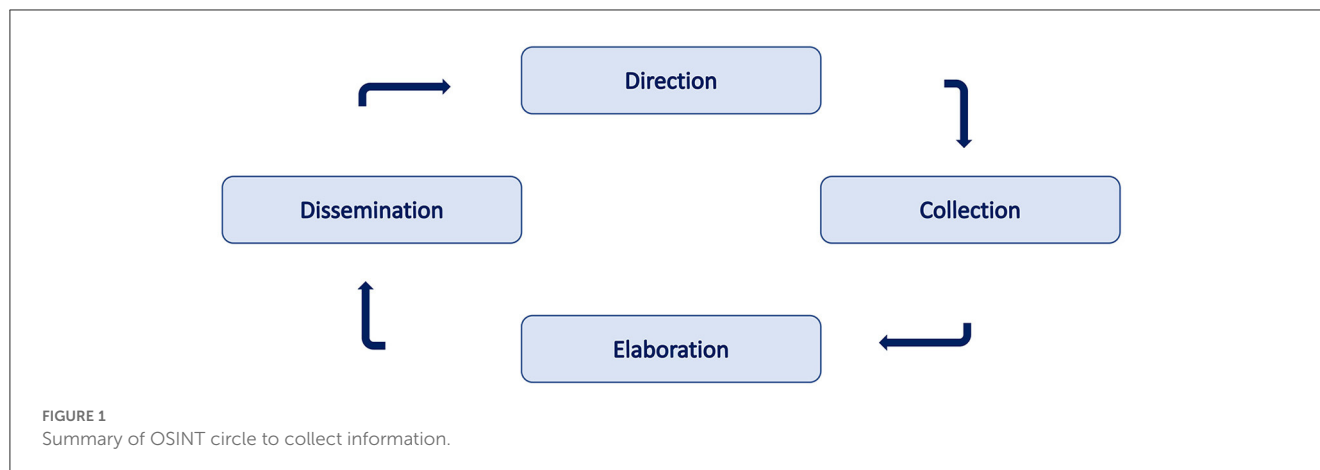 Direction
Dissemination
Collection
Elaboration
FIGURE 1
Summary of OSINT circle to collect information.